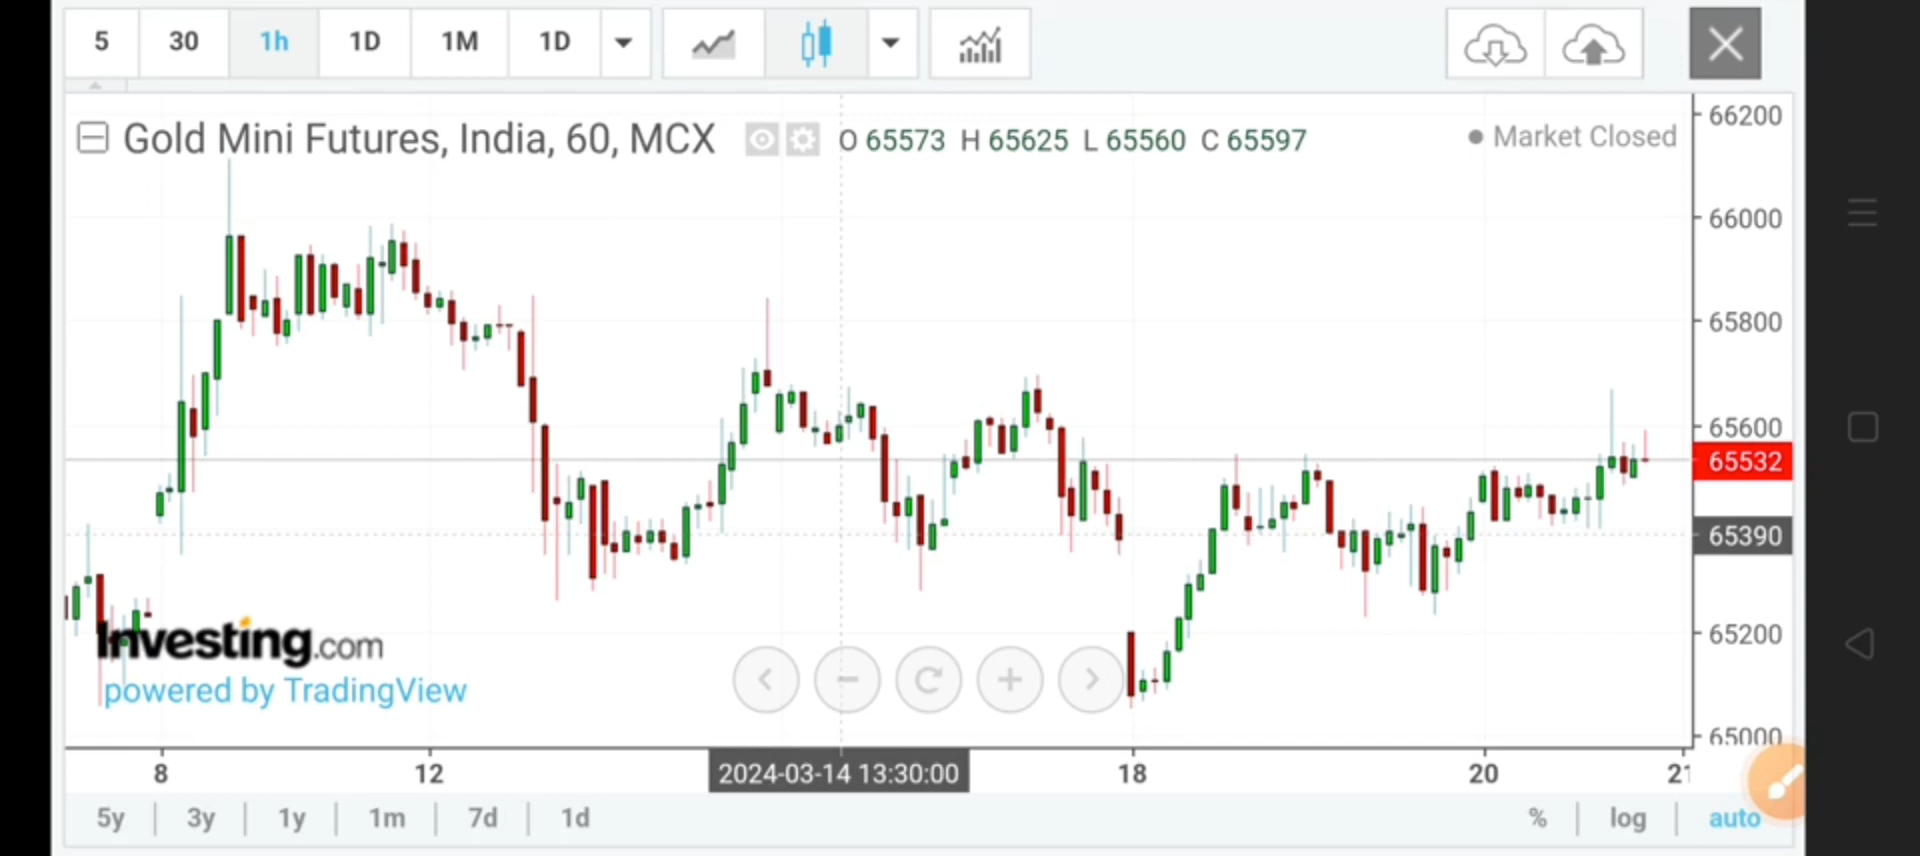 5 30 1h 1D 1M 1D
Gold Mini Futures, India, 60, MCX O 65573 H 65625 L 65560 C 65597 Market Closed
66200
66000
65800
65600
65532
65390
65200
65000
Investing.com
powered by TradingView
8 12 2024-03-14 13:30:00 18 20 21
5y 3y 1y 1m 7d 1d % log auto